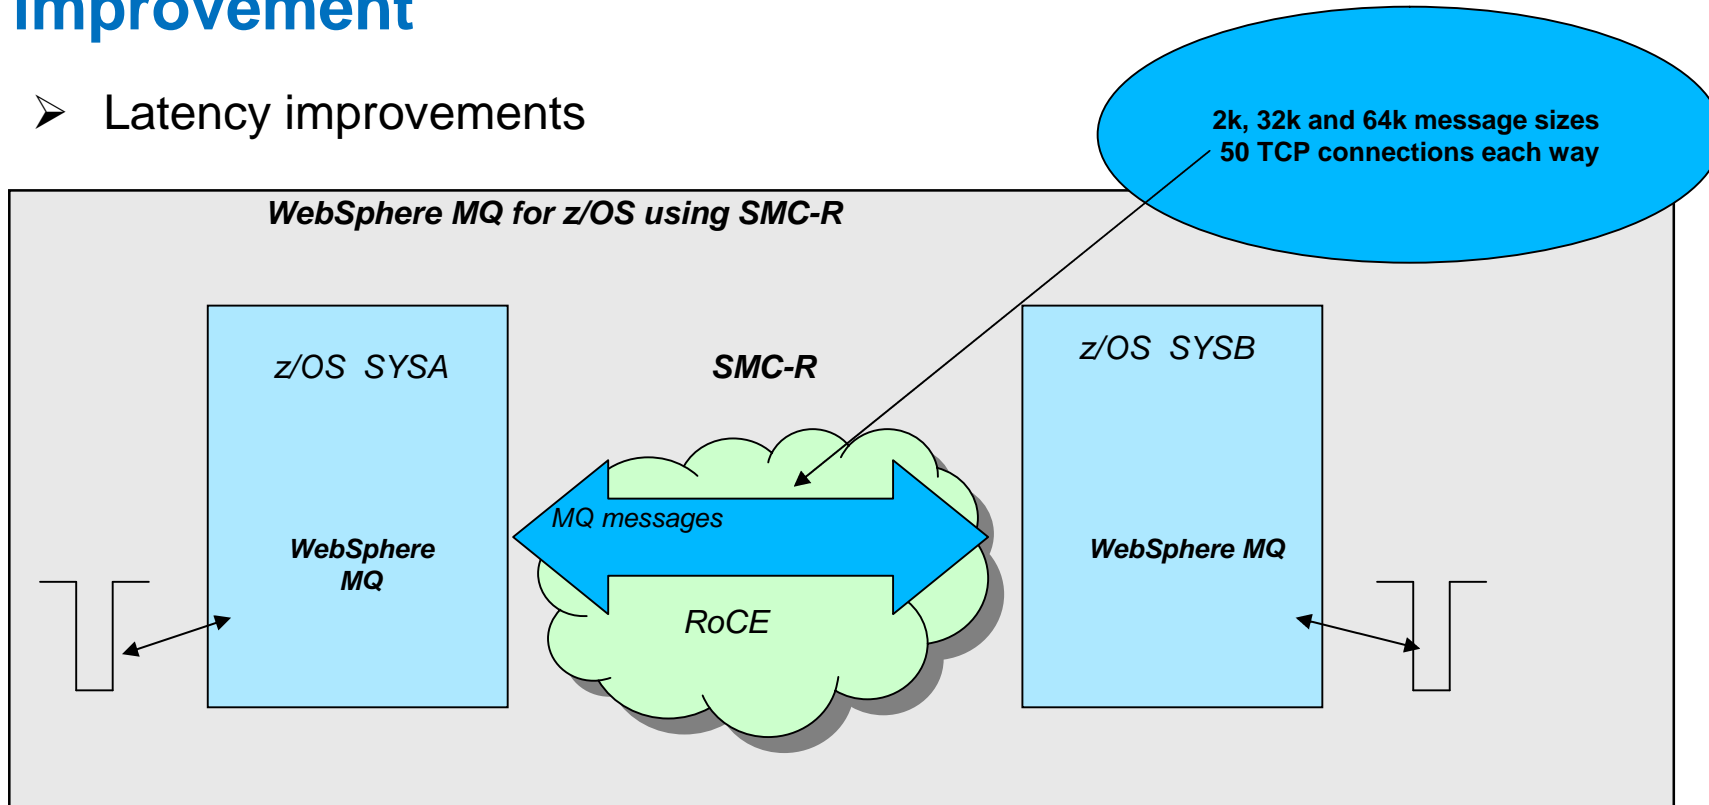 Improvement
➢ Latency improvements
2k, 32k and 64k message sizes
50 TCP connections each way
WebSphere MQ for z/OS using SMC-R
z/OS SYSA
SMC-R
z/OS SYSB
MQ messages
WebSphere
MQ
WebSphere MQ
RoCE